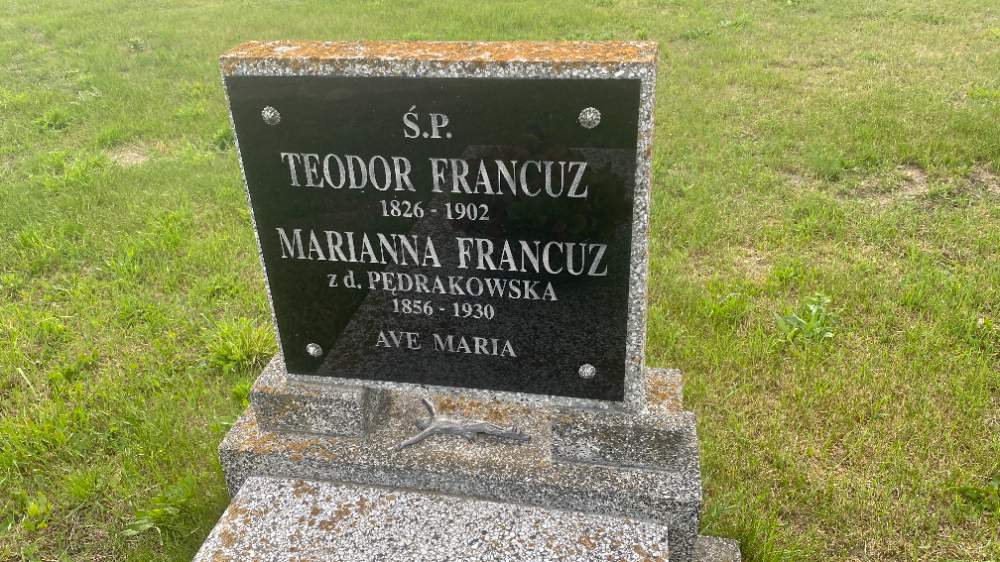 Ś.P.
TEODOR FRANCUZ
1826 - 1902
MARIANNA FRANCUZ
z d. PĘDRAKOWSKA
1856 - 1930
AVE MARIA